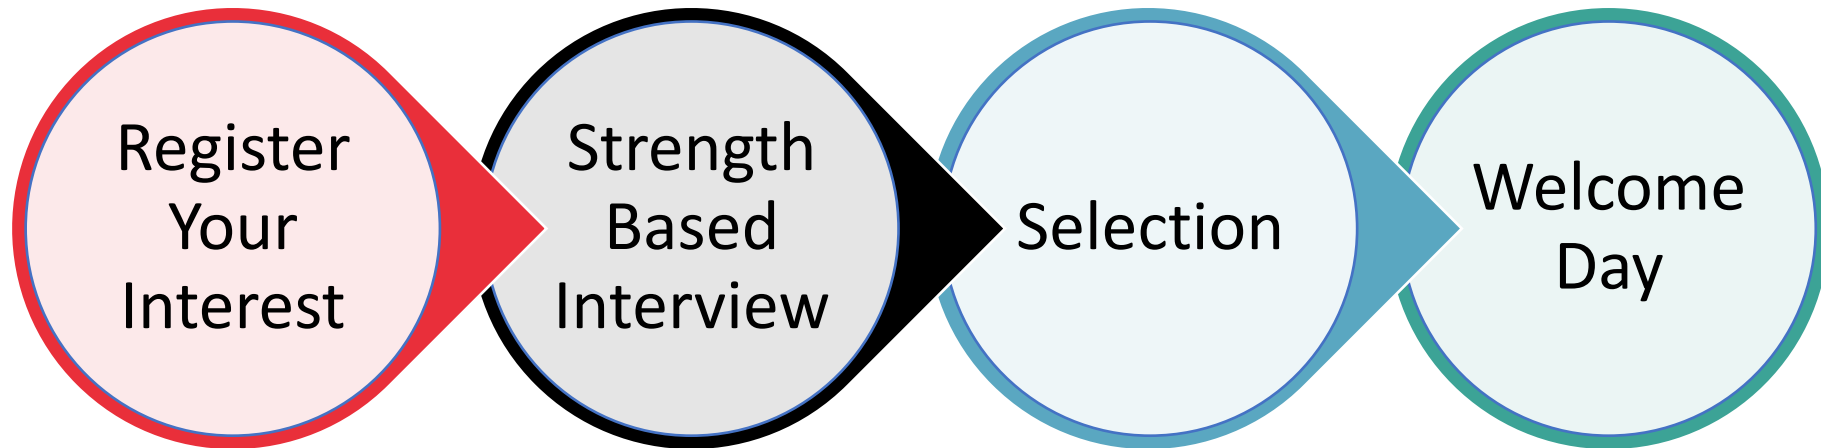 Register
Your
Interest
Strength
Based
Interview
Selection
Welcome
Day